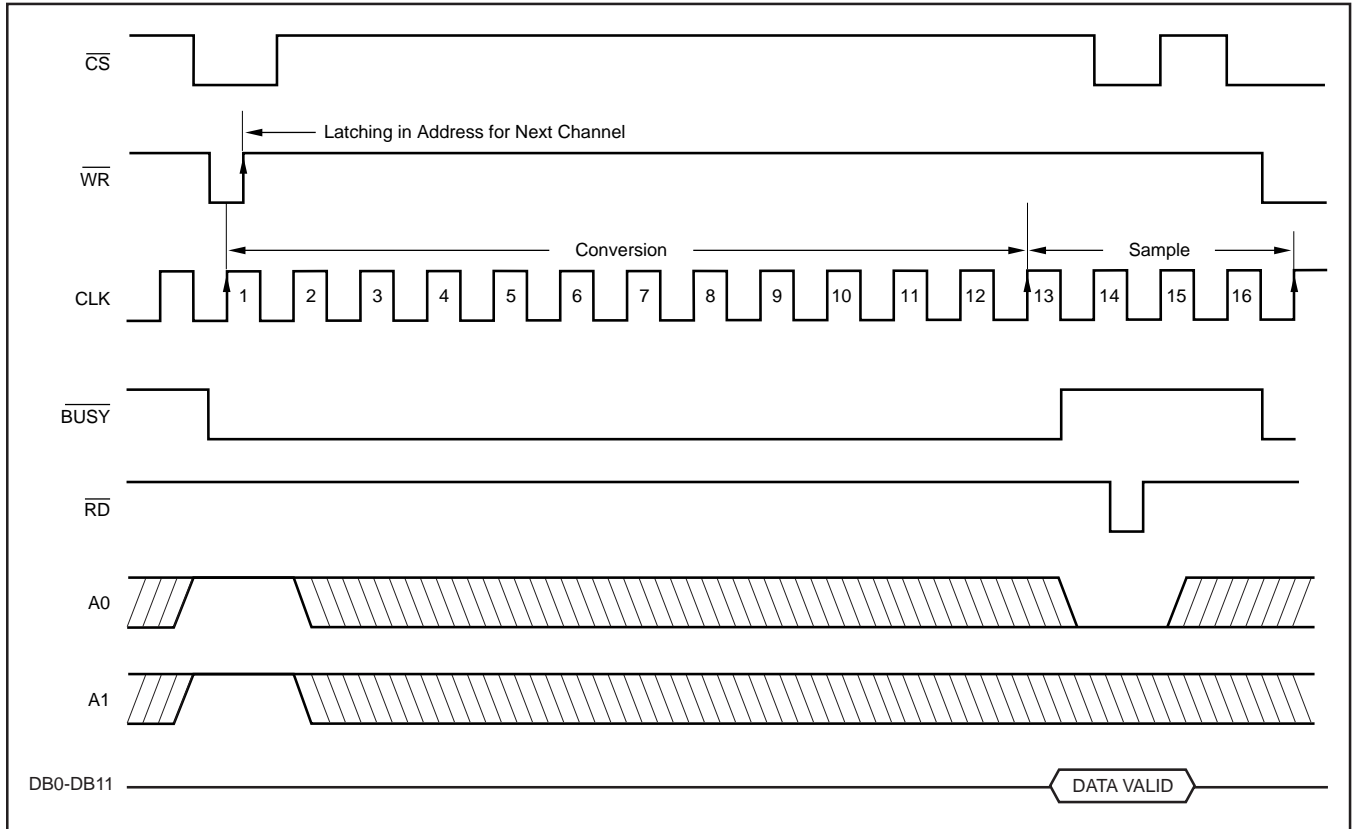 CS
Latching in Address for Next Channel
WR
Conversion
Sample
CLK
1 2 3 4 5 6 7 8 9 10 11 12 13 14 15 16
BUSY
RD
A0
A1
DB0-DB11
DATA VALID